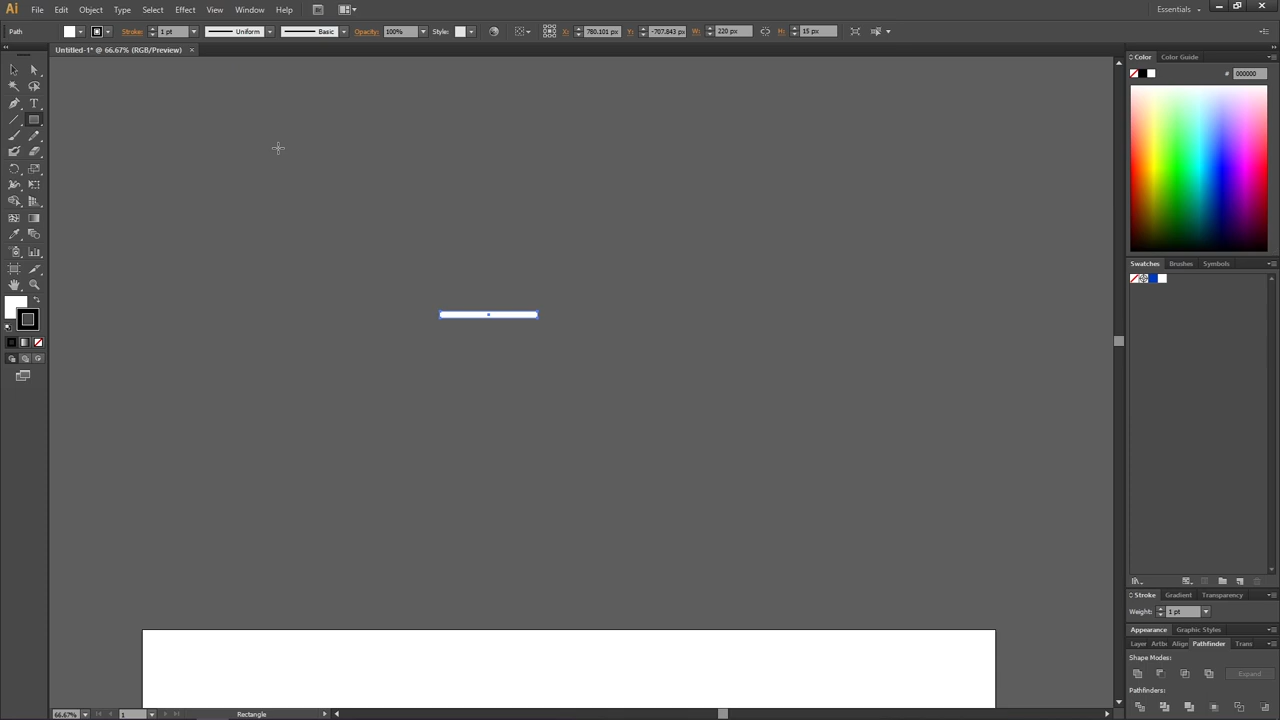 Ai File Edit Object Type Select Effect View Window Help Br Essentials
Path Stroke: 1 pt Uniform Basic Opacity: 100% Style: X: 780.101 px Y: -707.843 px W: 220 px H: 15 px
Untitled-1* @ 66.67% (RGB/Preview) ×
Color Color Guide
# 000000
T
Swatches Brushes Symbols
Stroke Gradient Transparency
Weight: 1 pt
Appearance Graphic Styles
Layer Artb Align Pathfinder Trans
Shape Modes:
Expand
Pathfinders:
66.67% 1 Rectangle